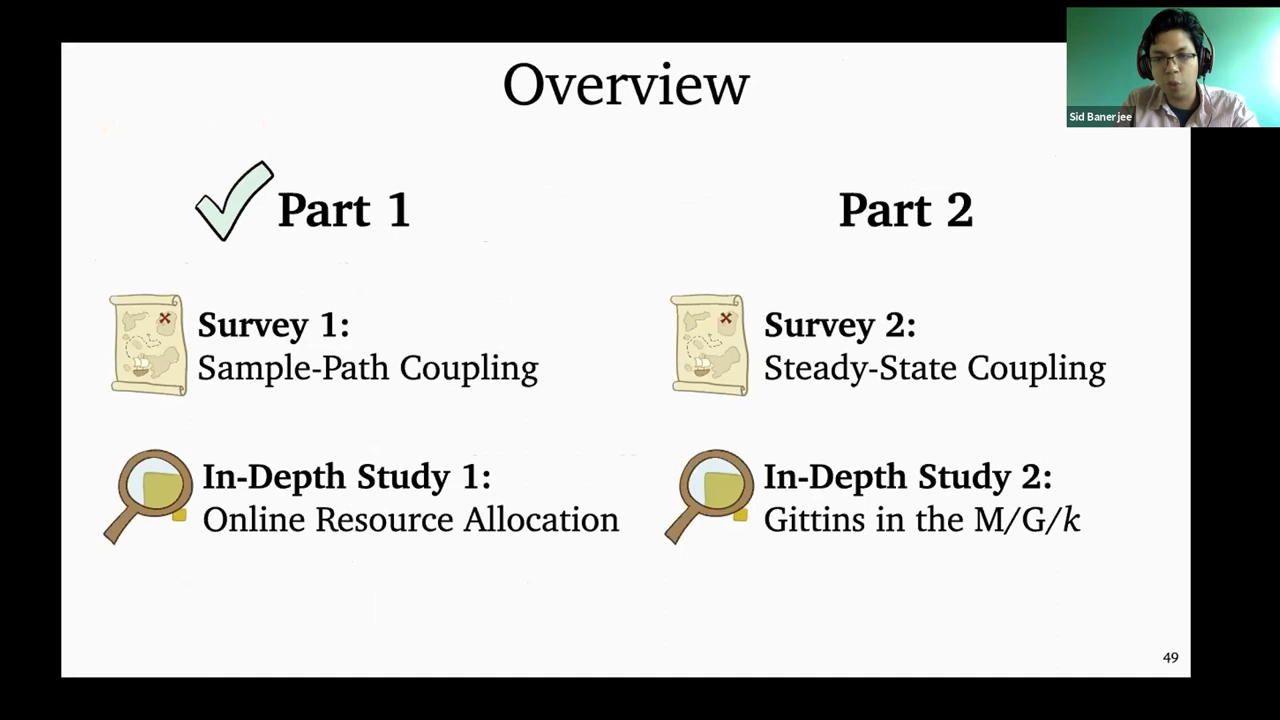 Overview
Sid Banerjee
Part 1
Part 2
Survey 1:
Sample-Path Coupling
Survey 2:
Steady-State Coupling
In-Depth Study 1:
Online Resource Allocation
In-Depth Study 2:
Gittins in the M/G/k
49